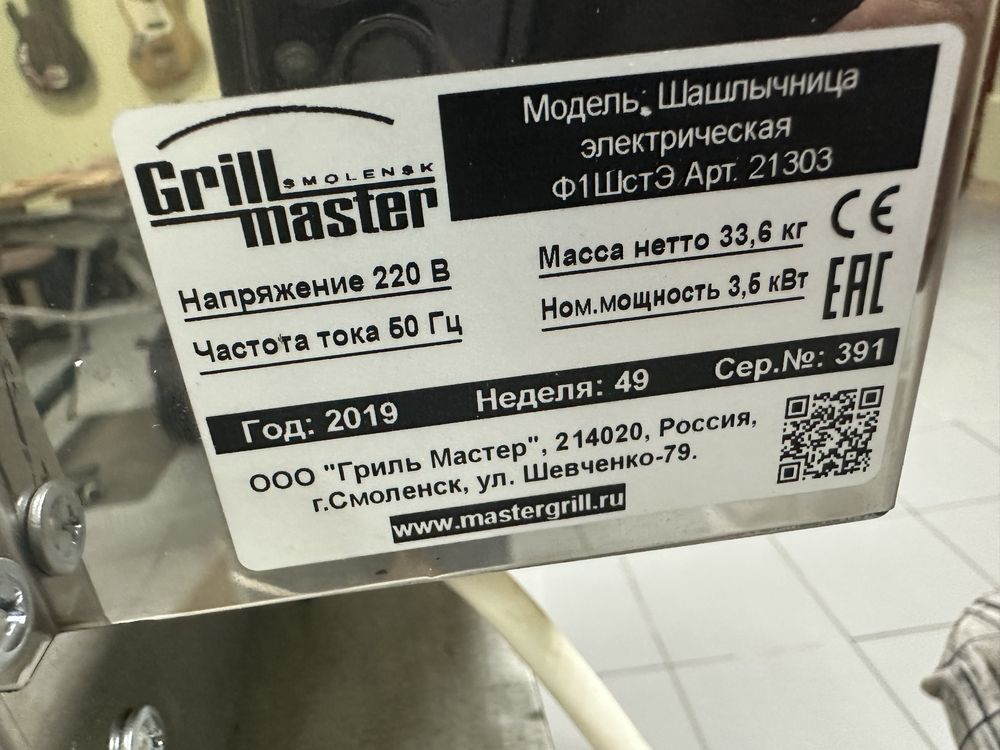 Grill SMOLENSK
master
Модель: Шашлычница
электрическая
Ф1ШстЭ Арт. 21303
Напряжение 220 В
Частота тока 50 Гц
Масса нетто 33,6 кг
Ном.мощность 3,5 кВт
CE
EAC
Год: 2019 Неделя: 49 Сер.№: 391
ООО "Гриль Мастер", 214020, Россия,
г.Смоленск, ул. Шевченко-79.
www.mastergrill.ru